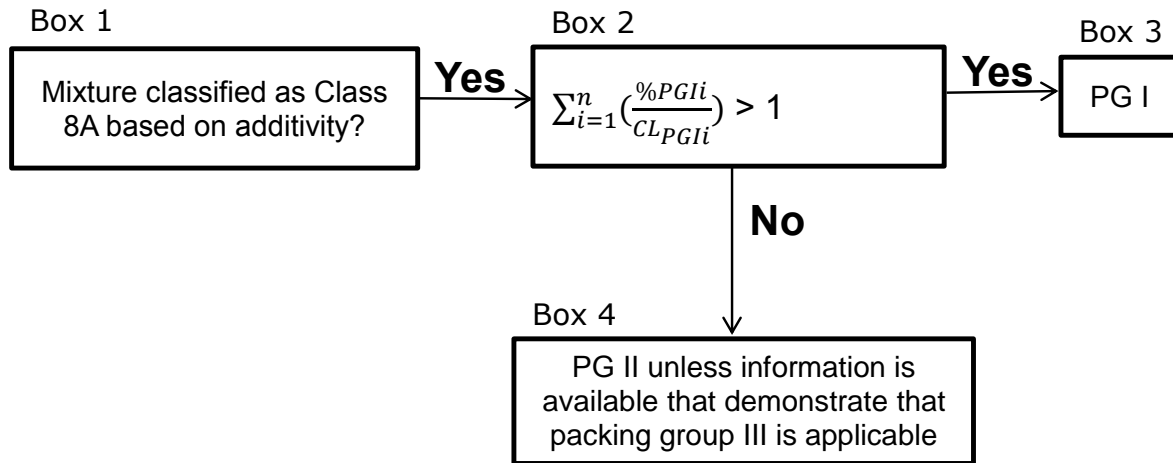 Box 1
Mixture classified as Class
8A based on additivity?
Yes
Box 2
∑ⁿᵢ₌₁(%PGIi/CL_PGIi) > 1
Yes
Box 3
PG I
No
Box 4
PG II unless information is
available that demonstrate that
packing group III is applicable